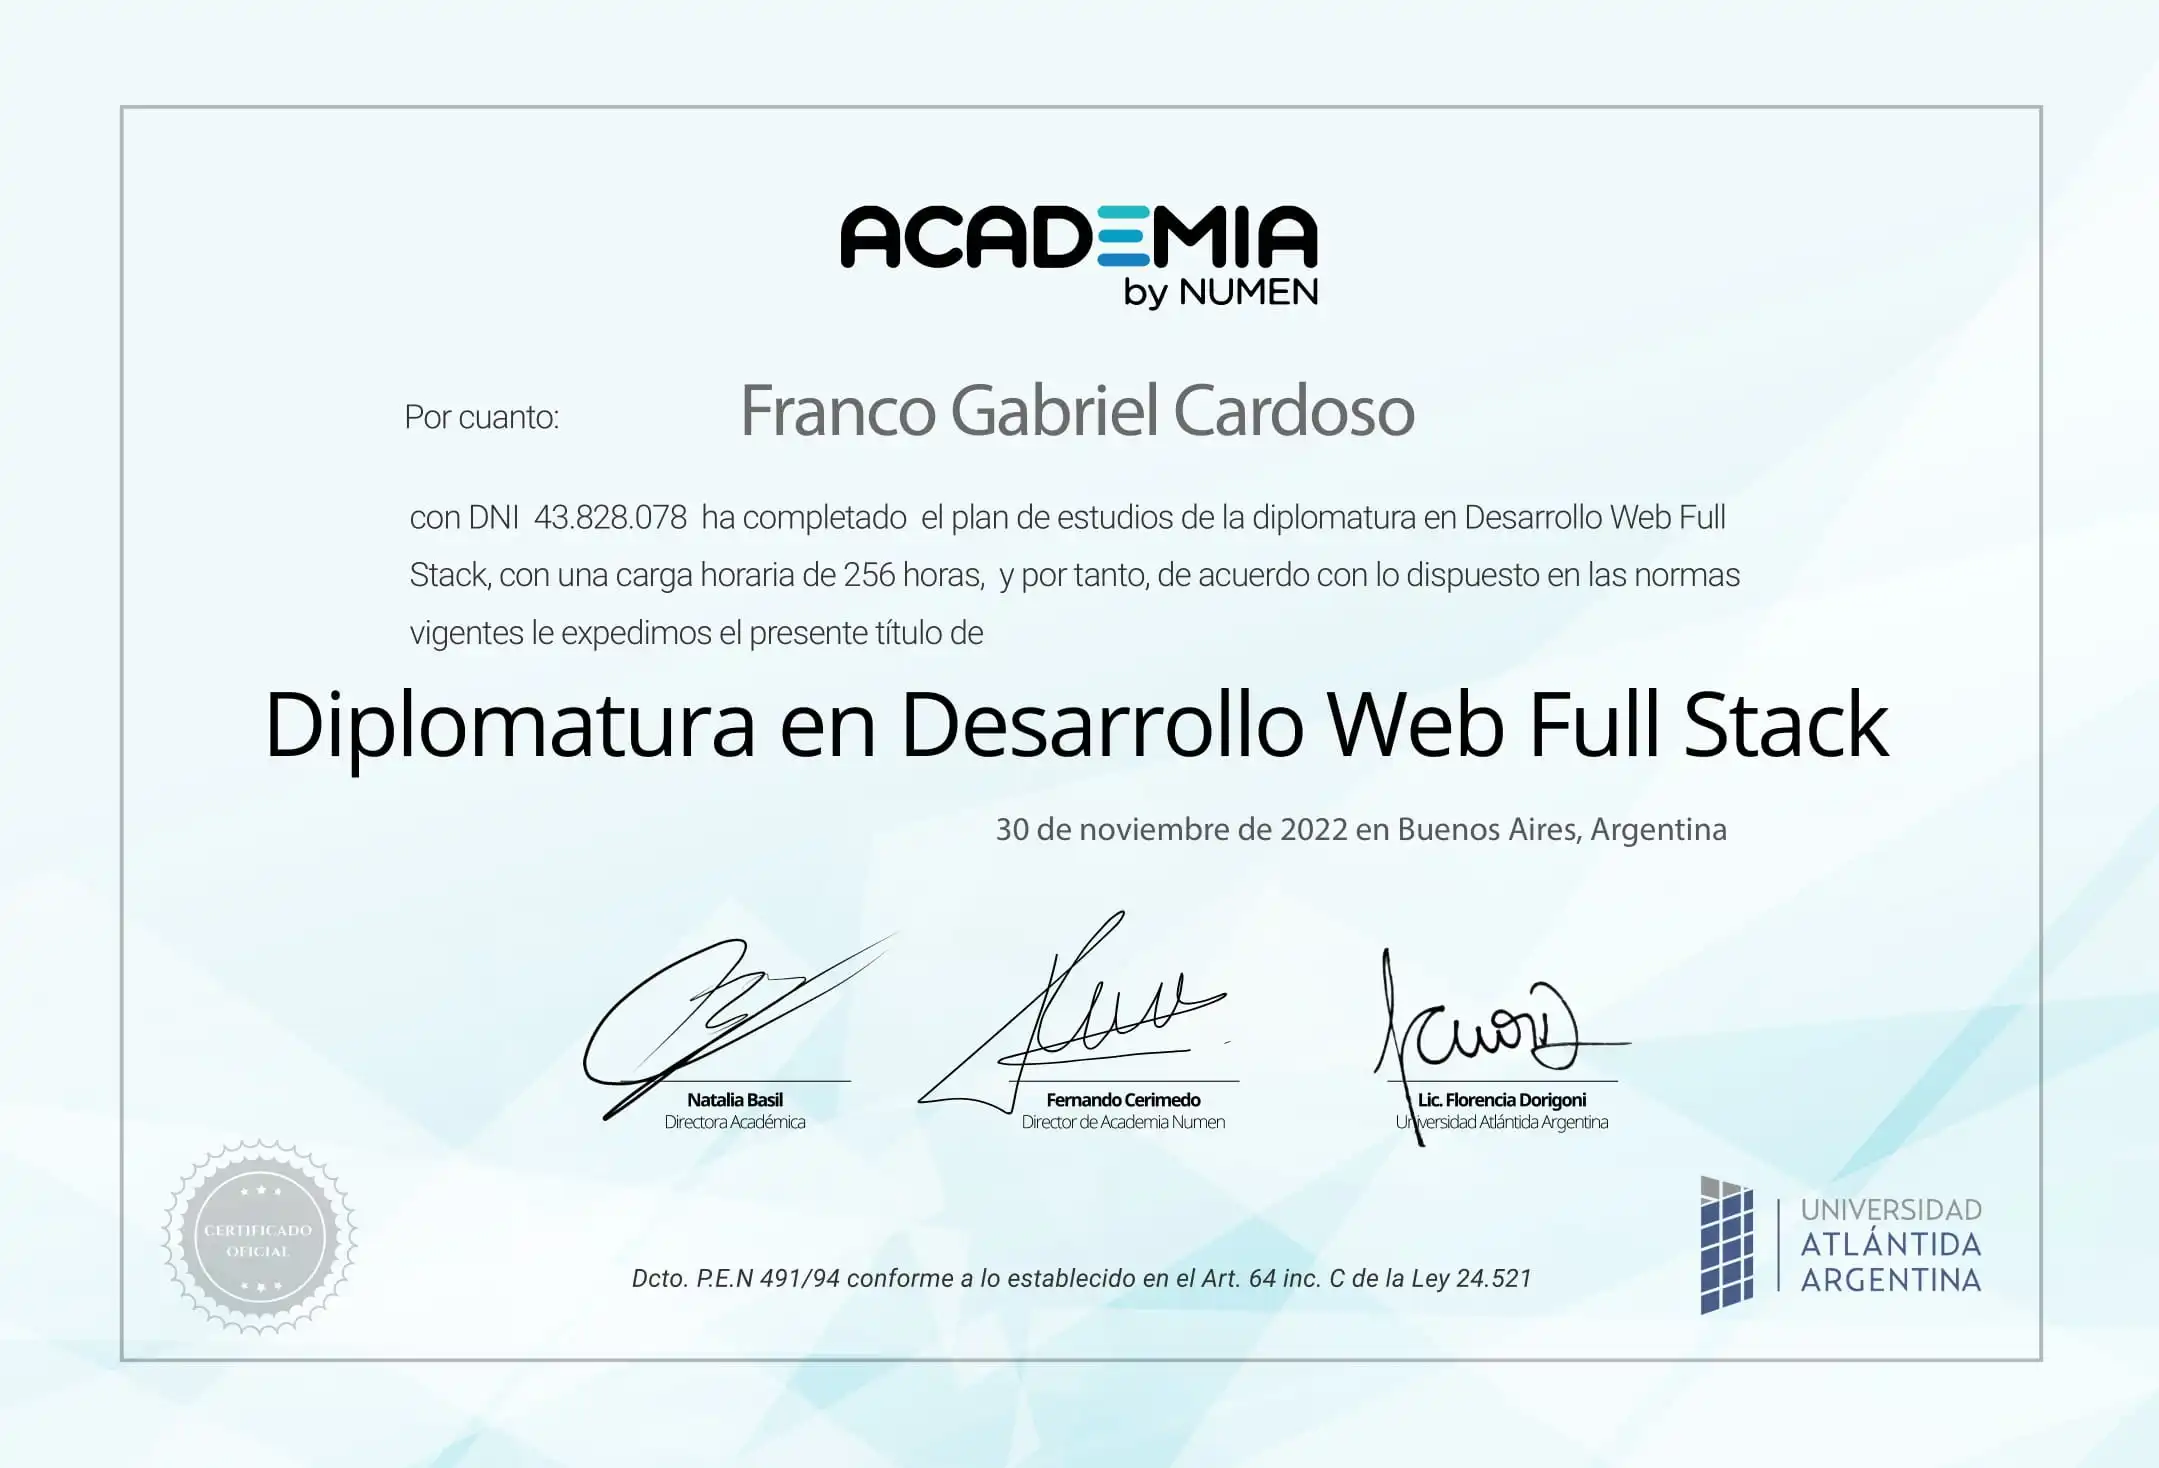 ACADEMIA
by NUMEN
Por cuanto: Franco Gabriel Cardoso
con DNI 43.828.078 ha completado el plan de estudios de la diplomatura en Desarrollo Web Full
Stack, con una carga horaria de 256 horas, y por tanto, de acuerdo con lo dispuesto en las normas
vigentes le expedimos el presente título de
Diplomatura en Desarrollo Web Full Stack
30 de noviembre de 2022 en Buenos Aires, Argentina
Natalia Basil
Directora Académica
Fernando Cerimedo
Director de Academia Numen
Lic. Florencia Dorigoni
Universidad Atlántida Argentina
CERTIFICADO
OFICIAL
Dcto. P.E.N 491/94 conforme a lo establecido en el Art. 64 inc. C de la Ley 24.521
UNIVERSIDAD
ATLÁNTIDA
ARGENTINA